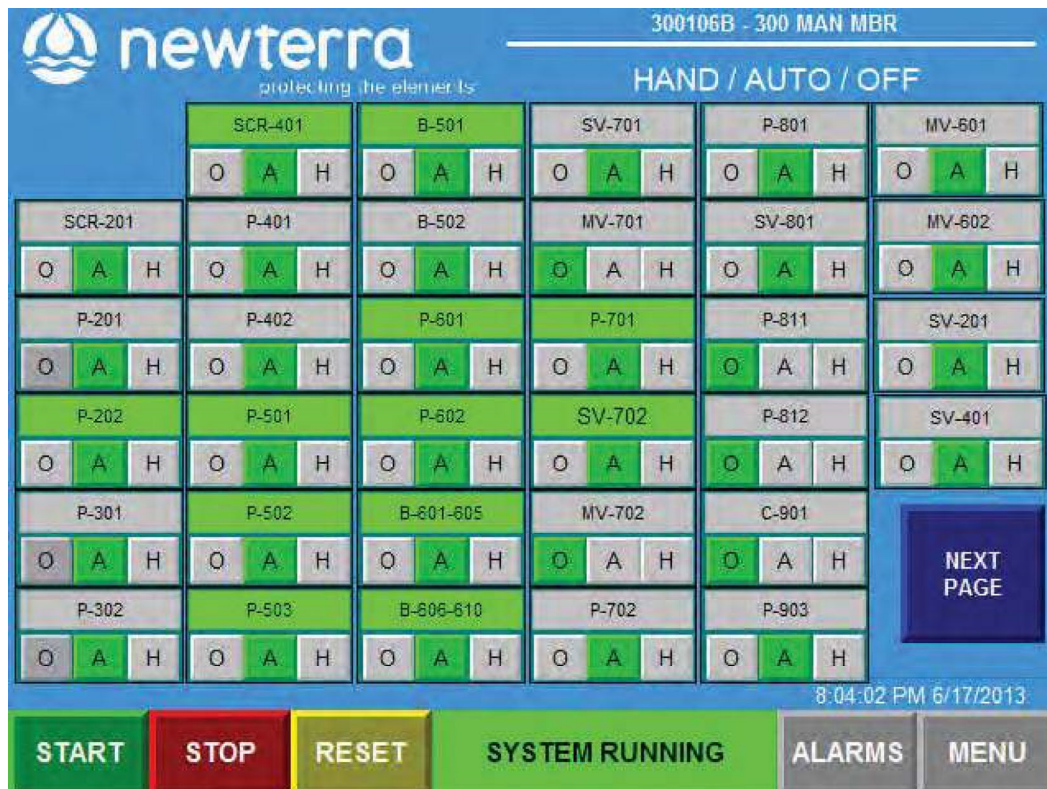 newterra
protecting the elements
300106B - 300 MAN MBR
HAND / AUTO / OFF
SCR-401 B-501 SV-701 P-801 MV-601
O A H O A H O A H O A H O A H
SCR-201 P-401 B-502 MV-701 SV-801 MV-602
O A H O A H O A H O A H O A H O A H
P-201 P-402 P-601 P-701 P-811 SV-201
O A H O A H O A H O A H O A H O A H
P-202 P-501 P-602 SV-702 P-812 SV-401
O A H O A H O A H O A H O A H O A H
P-301 P-502 B-601-605 MV-702 C-901
O A H O A H O A H O A H O A H
NEXT
PAGE
P-302 P-503 B-606-610 P-702 P-903
O A H O A H O A H O A H O A H
8:04:02 PM 6/17/2013
START STOP RESET SYSTEM RUNNING ALARMS MENU